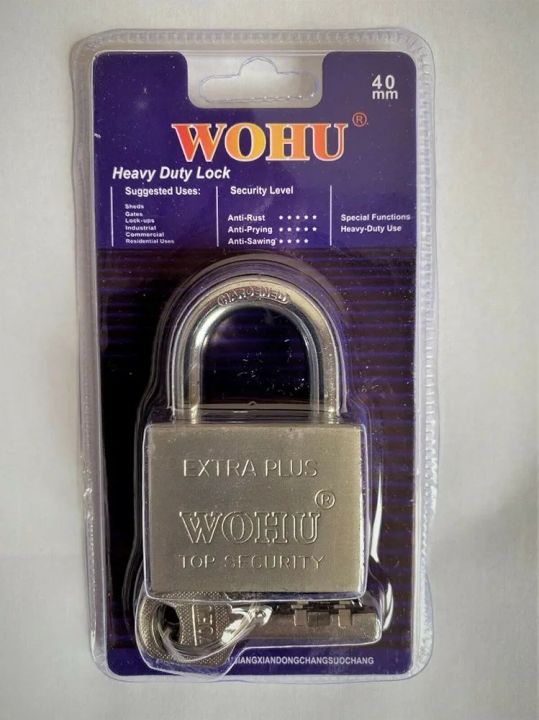 40
mm
WOHU®
Heavy Duty Lock
Suggested Uses:
Sheds
Gates
Lock-ups
Industrial
Commercial
Residential Uses
Security Level
Anti-Rust ★★★★★
Anti-Prying ★★★★★
Anti-Sawing ★★★★
Special Functions
Heavy-Duty Use
HARDENED
EXTRA PLUS
WOHU®
TOP SECURITY
IANGXIANDONGCHANGSUOCHANG